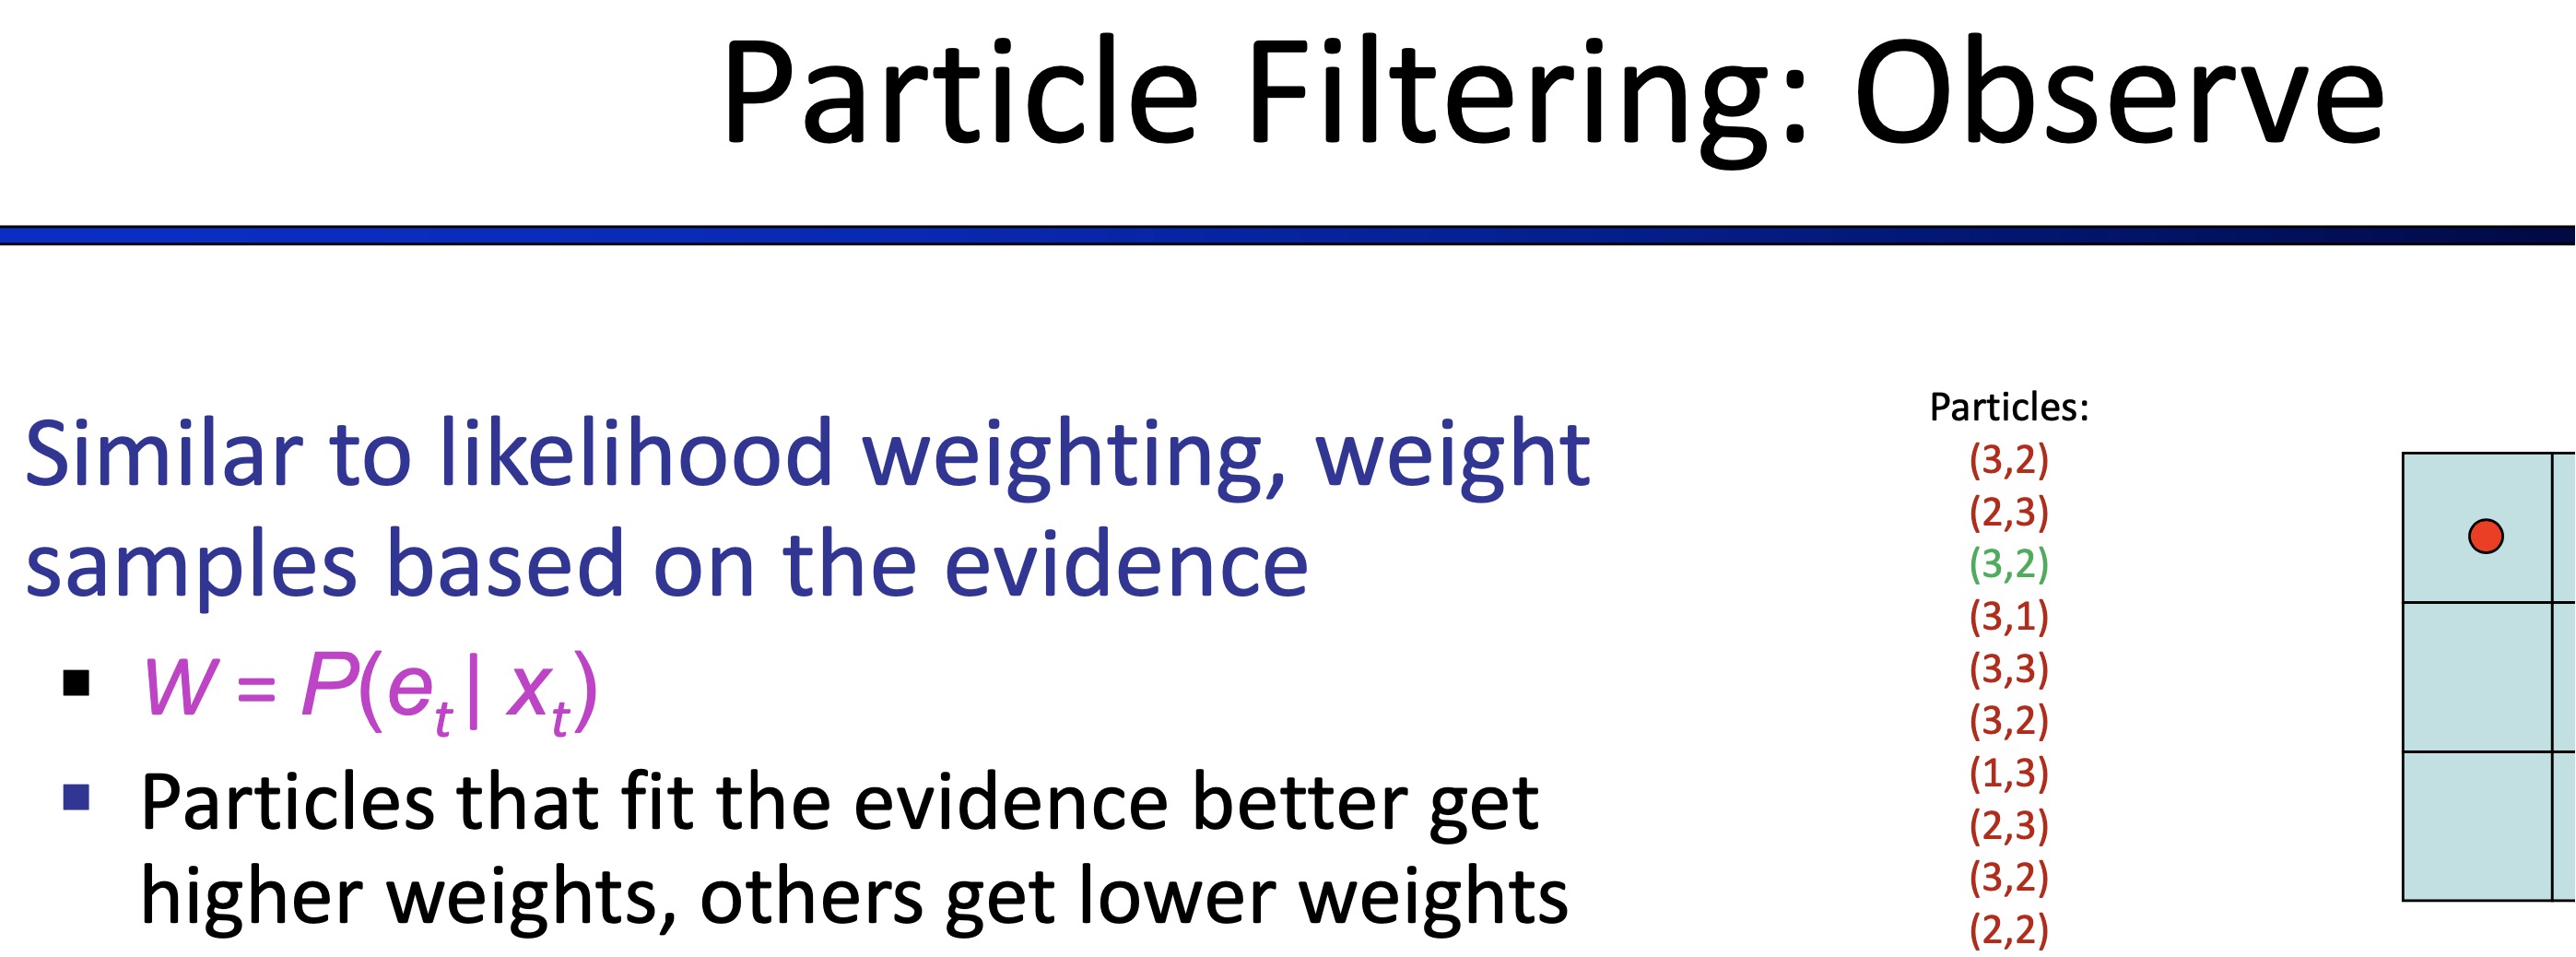 Particle Filtering: Observe
Similar to likelihood weighting, weight
samples based on the evidence
▪ W = P(eₜ| xₜ)
▪ Particles that fit the evidence better get
higher weights, others get lower weights
Particles:
(3,2)
(2,3)
(3,2)
(3,1)
(3,3)
(3,2)
(1,3)
(2,3)
(3,2)
(2,2)